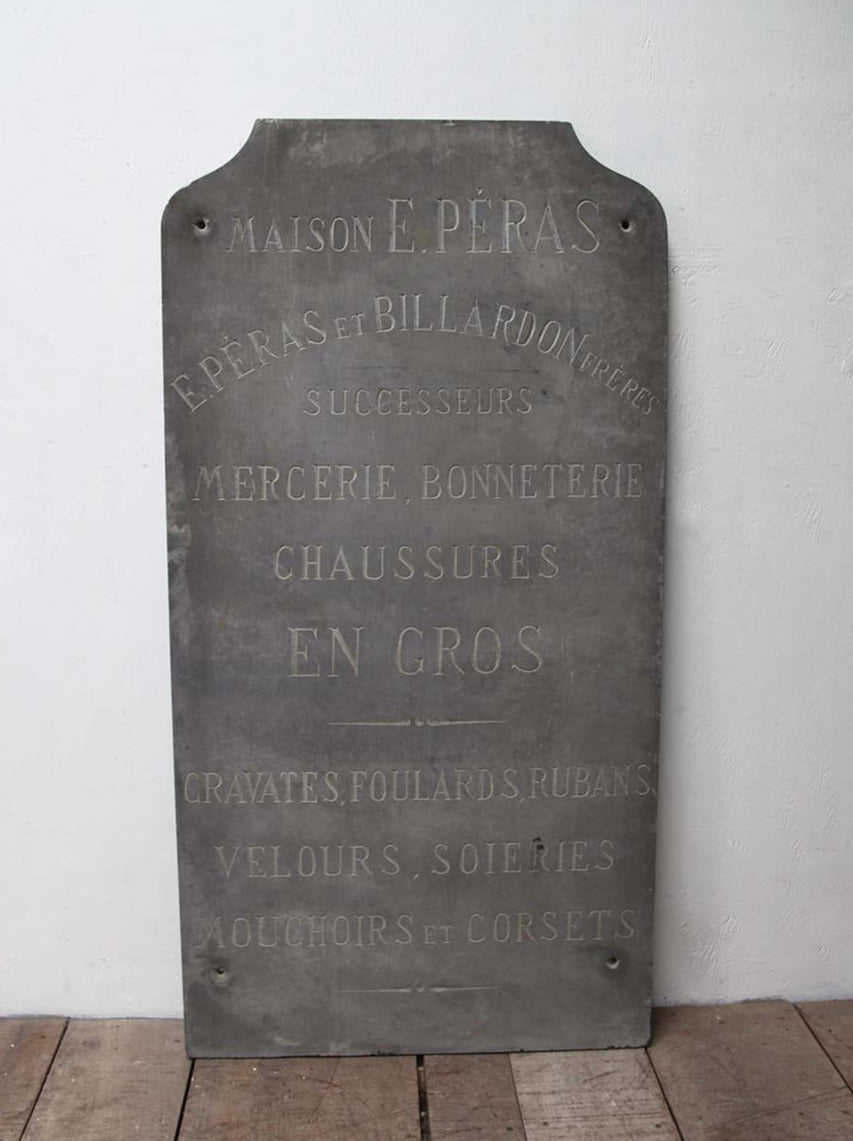 MAISON E. PÉRAS
E. PÉRAS ET BILLARDON FRÈRES
SUCCESSEURS
MERCERIE, BONNETERIE
CHAUSSURES
EN GROS
CRAVATES, FOULARDS, RUBANS,
VELOURS, SOIERIES
MOUCHOIRS ET CORSETS